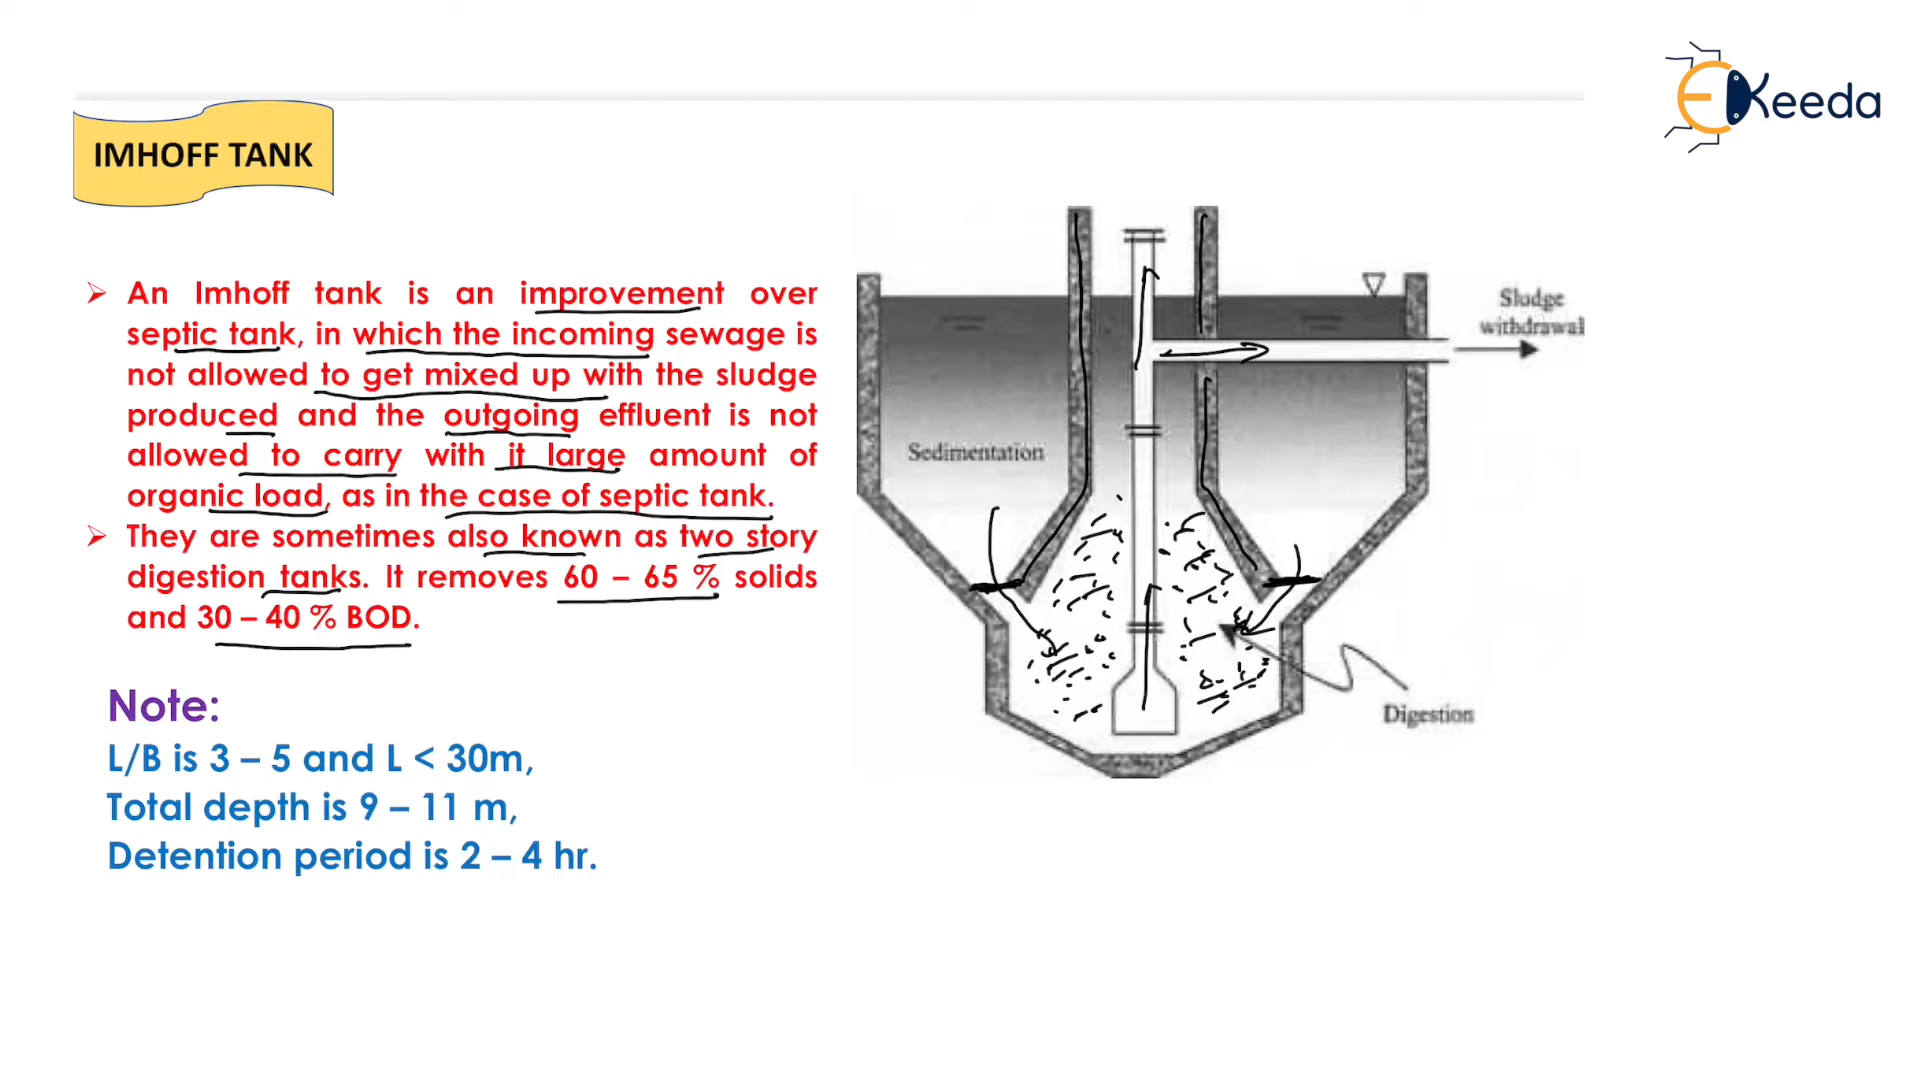 EKeeda
IMHOFF TANK
➢ An Imhoff tank is an improvement over
septic tank, in which the incoming sewage is
not allowed to get mixed up with the sludge
produced and the outgoing effluent is not
allowed to carry with it large amount of
organic load, as in the case of septic tank.
➢ They are sometimes also known as two story
digestion tanks. It removes 60 – 65 % solids
and 30 – 40 % BOD.
Note:
L/B is 3 – 5 and L < 30m,
Total depth is 9 – 11 m,
Detention period is 2 – 4 hr.
Sludge
withdrawal
Sedimentation
Digestion